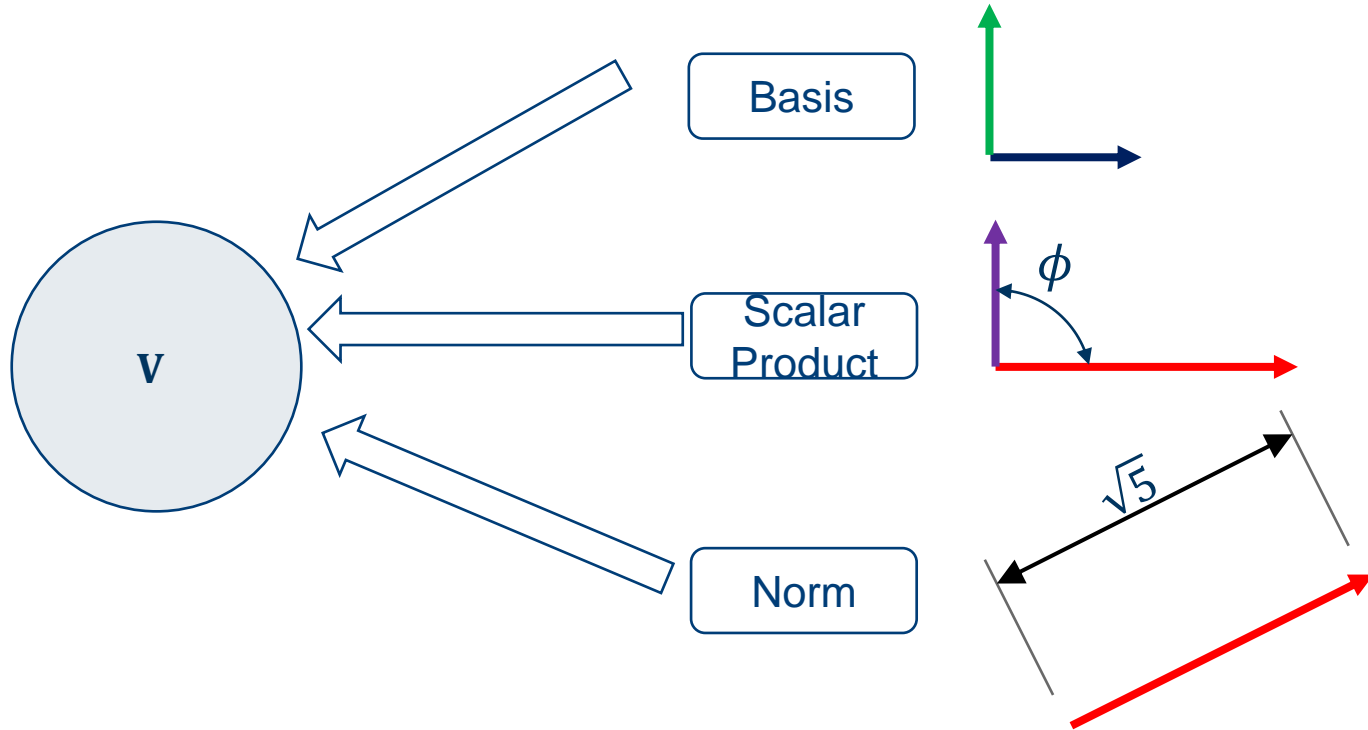 Basis
ϕ
Scalar
Product
V
√5
Norm